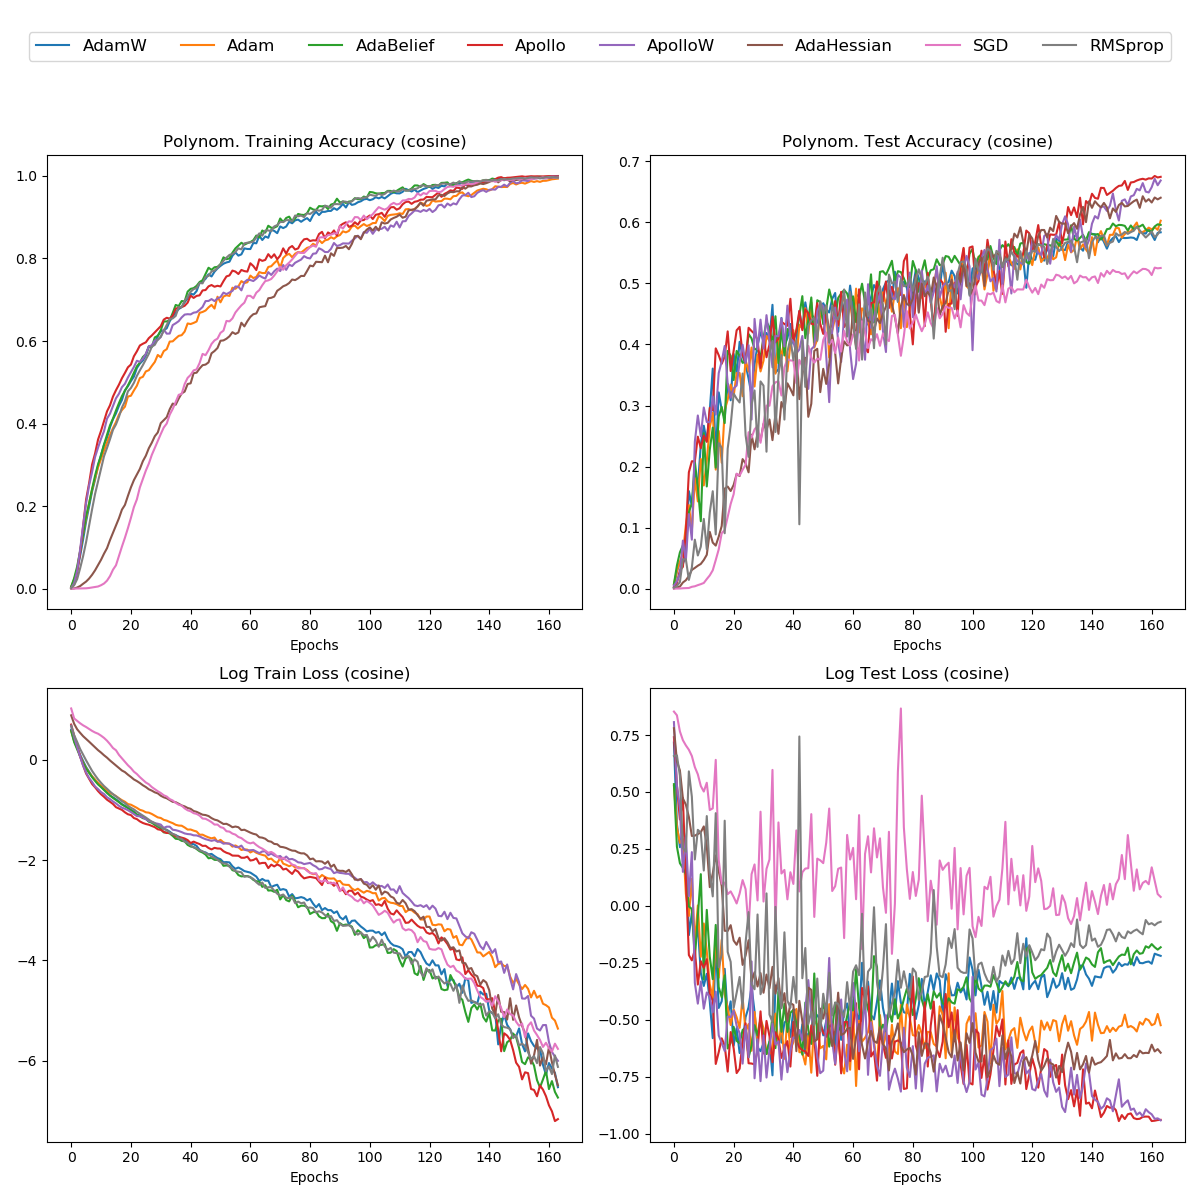 AdamW Adam AdaBelief Apollo ApolloW AdaHessian SGD RMSprop
Polynom. Training Accuracy (cosine)
1.0
0.8
0.6
0.4
0.2
0.0
0 20 40 60 80 100 120 140 160
Epochs
Polynom. Test Accuracy (cosine)
0.7
0.6
0.5
0.4
0.3
0.2
0.1
0.0
0 20 40 60 80 100 120 140 160
Epochs
Log Train Loss (cosine)
0
−2
−4
−6
0 20 40 60 80 100 120 140 160
Epochs
Log Test Loss (cosine)
0.75
0.50
0.25
0.00
−0.25
−0.50
−0.75
−1.00
0 20 40 60 80 100 120 140 160
Epochs